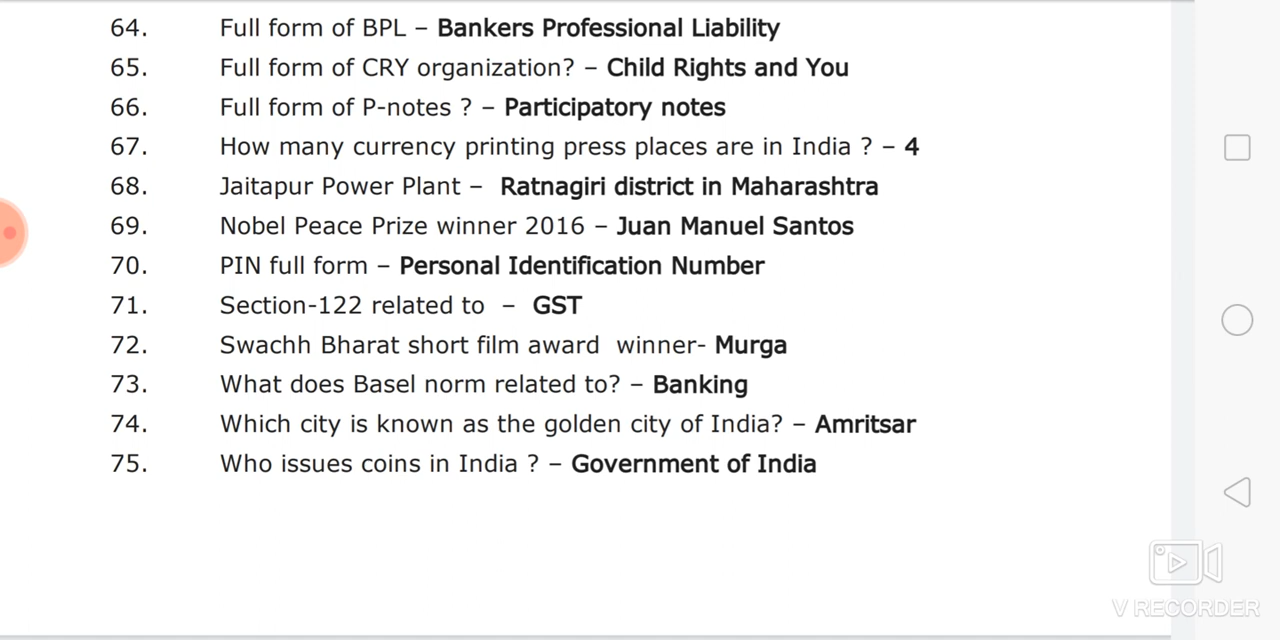 64. Full form of BPL – Bankers Professional Liability
65. Full form of CRY organization? – Child Rights and You
66. Full form of P-notes ? – Participatory notes
67. How many currency printing press places are in India ? – 4
68. Jaitapur Power Plant – Ratnagiri district in Maharashtra
69. Nobel Peace Prize winner 2016 – Juan Manuel Santos
70. PIN full form – Personal Identification Number
71. Section-122 related to – GST
72. Swachh Bharat short film award winner- Murga
73. What does Basel norm related to? – Banking
74. Which city is known as the golden city of India? – Amritsar
75. Who issues coins in India ? – Government of India
V RECORDER